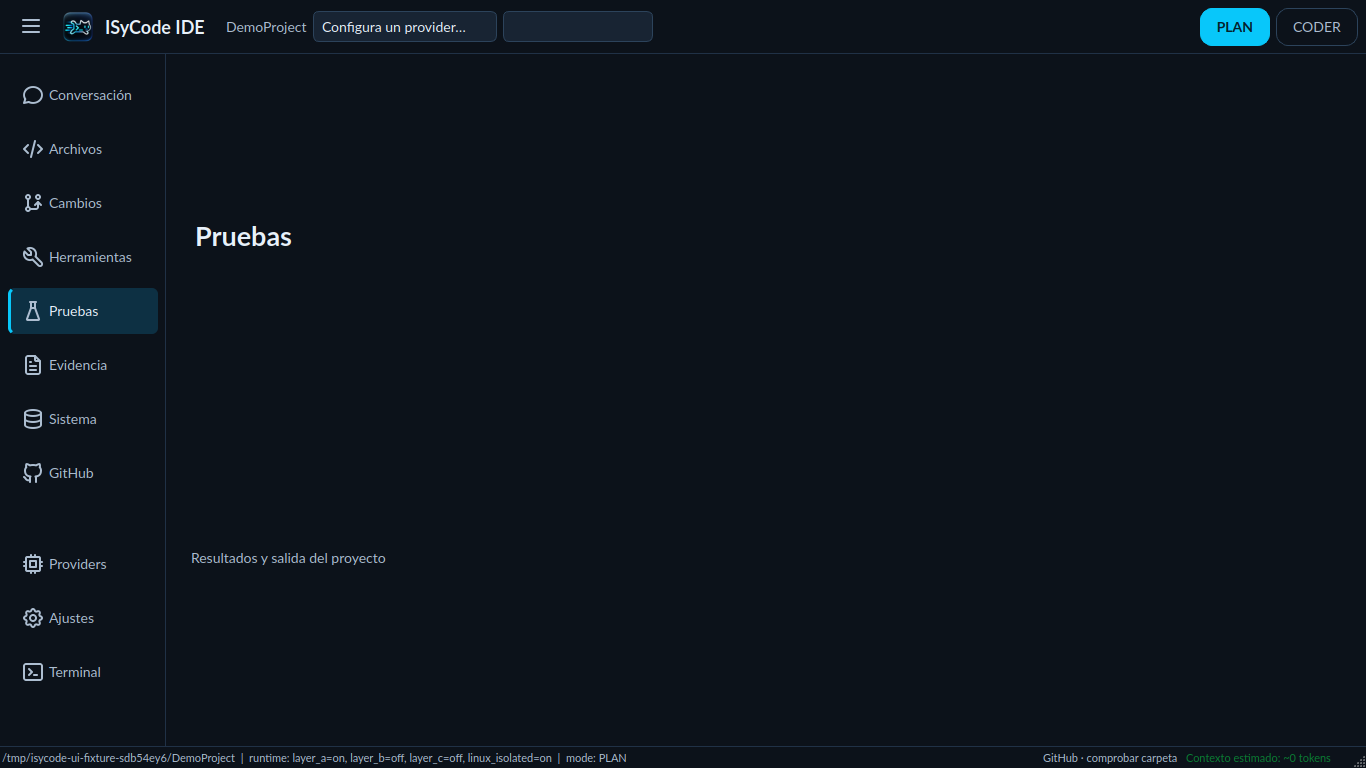 ISyCode IDE DemoProject Configura un provider... PLAN CODER
Conversación
Archivos
Cambios
Herramientas
Pruebas
Evidencia
Sistema
GitHub
Providers
Ajustes
Terminal
Pruebas
Resultados y salida del proyecto
/tmp/isycode-ui-fixture-sdb54ey6/DemoProject | runtime: layer_a=on, layer_b=off, layer_c=off, linux_isolated=on | mode: PLAN GitHub · comprobar carpeta Contexto estimado: ~0 tokens